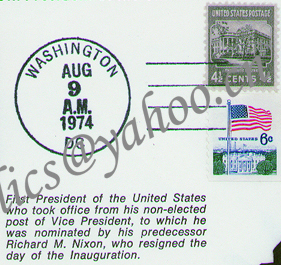 WASHINGTON
AUG
9
A.M.
1974
DC
UNITED STATES POSTAGE
4½ CENTS 4½
UNITED STATES 6c
tics@yahoo.c
First President of the United States
who took office from his non-elected
post of Vice President, to which he
was nominated by his predecessor
Richard M. Nixon, who resigned the
day of the Inauguration.